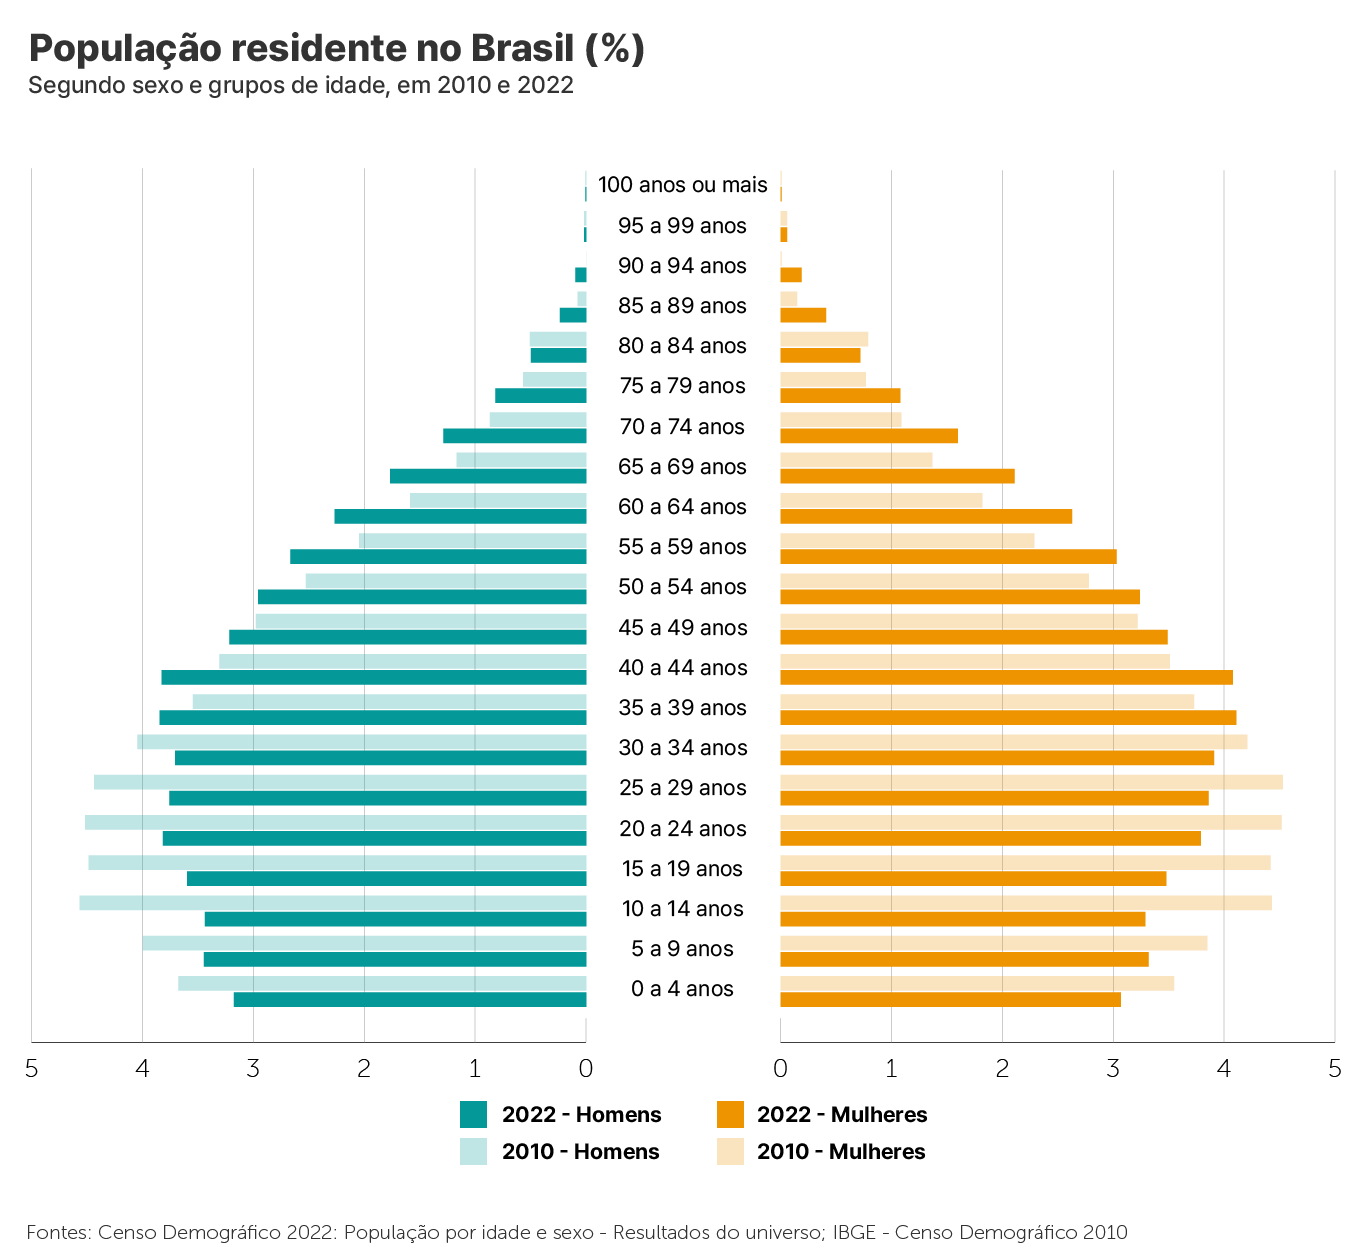 População residente no Brasil (%)
Segundo sexo e grupos de idade, em 2010 e 2022
100 anos ou mais
95 a 99 anos
90 a 94 anos
85 a 89 anos
80 a 84 anos
75 a 79 anos
70 a 74 anos
65 a 69 anos
60 a 64 anos
55 a 59 anos
50 a 54 anos
45 a 49 anos
40 a 44 anos
35 a 39 anos
30 a 34 anos
25 a 29 anos
20 a 24 anos
15 a 19 anos
10 a 14 anos
5 a 9 anos
0 a 4 anos
5 4 3 2 1 0 0 1 2 3 4 5
2022 - Homens 2022 - Mulheres
2010 - Homens 2010 - Mulheres
Fontes: Censo Demográfico 2022: População por idade e sexo - Resultados do universo; IBGE - Censo Demográfico 2010